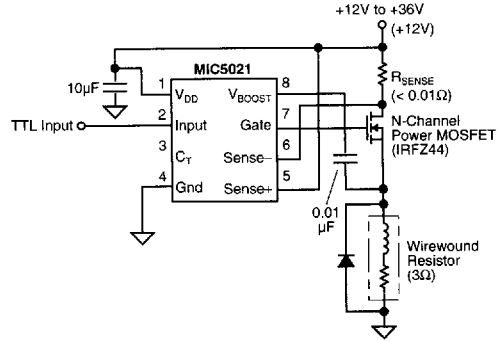 +12V to +36V
(+12V)
MIC5021
10µF
1
VDD
2
Input
3
CT
4
Gnd
8
VBOOST
7
Gate
6
Sense–
5
Sense+
TTL Input
RSENSE
(< 0.01Ω)
N-Channel
Power MOSFET
(IRFZ44)
0.01
µF
Wirewound
Resistor
(3Ω)